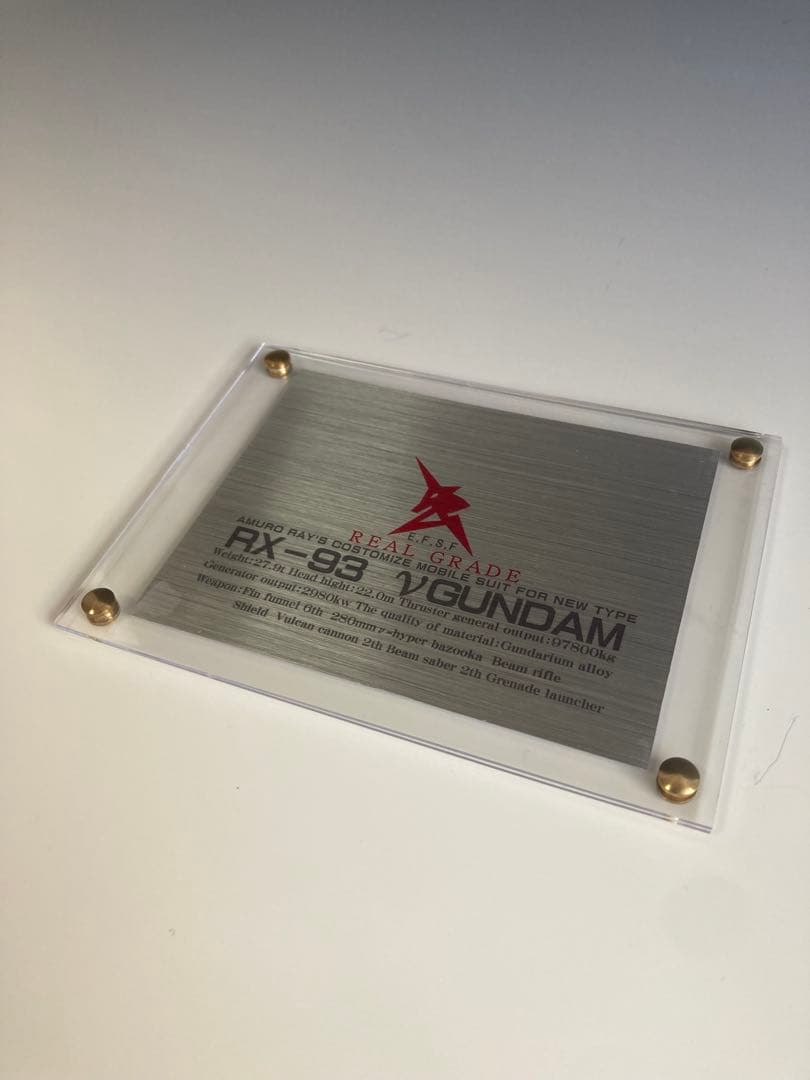 E.F.S.F
REAL GRADE
AMURO RAY'S COSTOMIZE MOBILE SUIT FOR NEW TYPE
RX-93 νGUNDAM
Weight:27.9t Head hight:22.0m Thruster general output:97800kg
Generator output:2980kw The quality of material:Gundarium alloy
Weapon:Fin funnel 6th 280mm ν-hyper bazooka Beam rifle
Shield Vulcan cannon 2th Beam saber 2th Grenade launcher